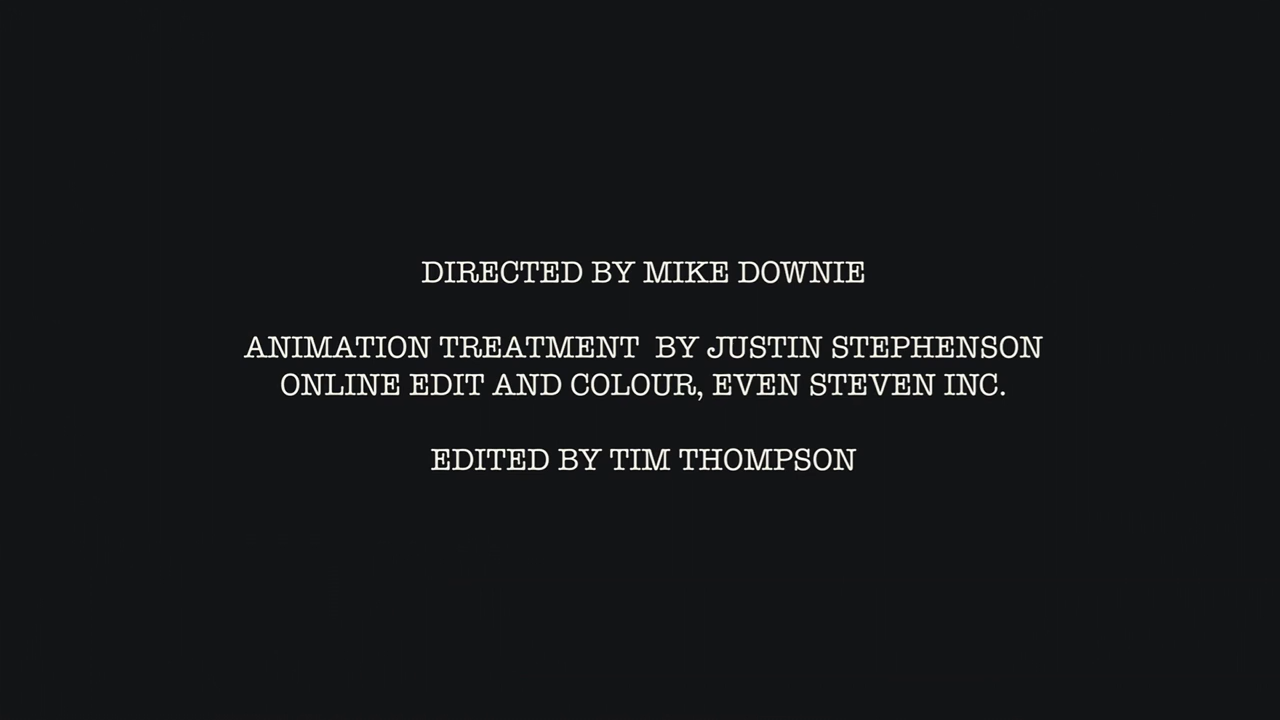 DIRECTED BY MIKE DOWNIE
ANIMATION TREATMENT  BY JUSTIN STEPHENSON
ONLINE EDIT AND COLOUR, EVEN STEVEN INC.
EDITED BY TIM THOMPSON